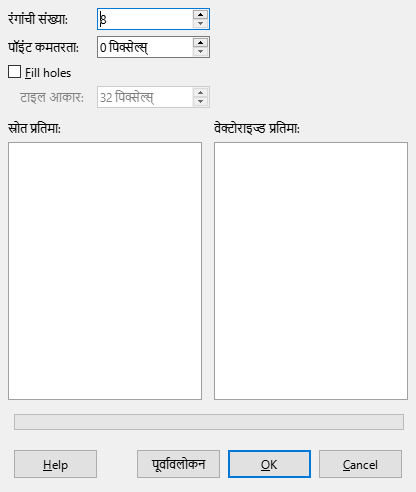 रंगांची संख्या: 8
पॉइंट कमतरता: 0 पिक्सेल्स्
Fill holes
टाइल आकार: 32 पिक्सेल्स्
स्रोत प्रतिमा: वेक्टोराइज्ड प्रतिमा:
Help पूर्वावलोकन OK Cancel